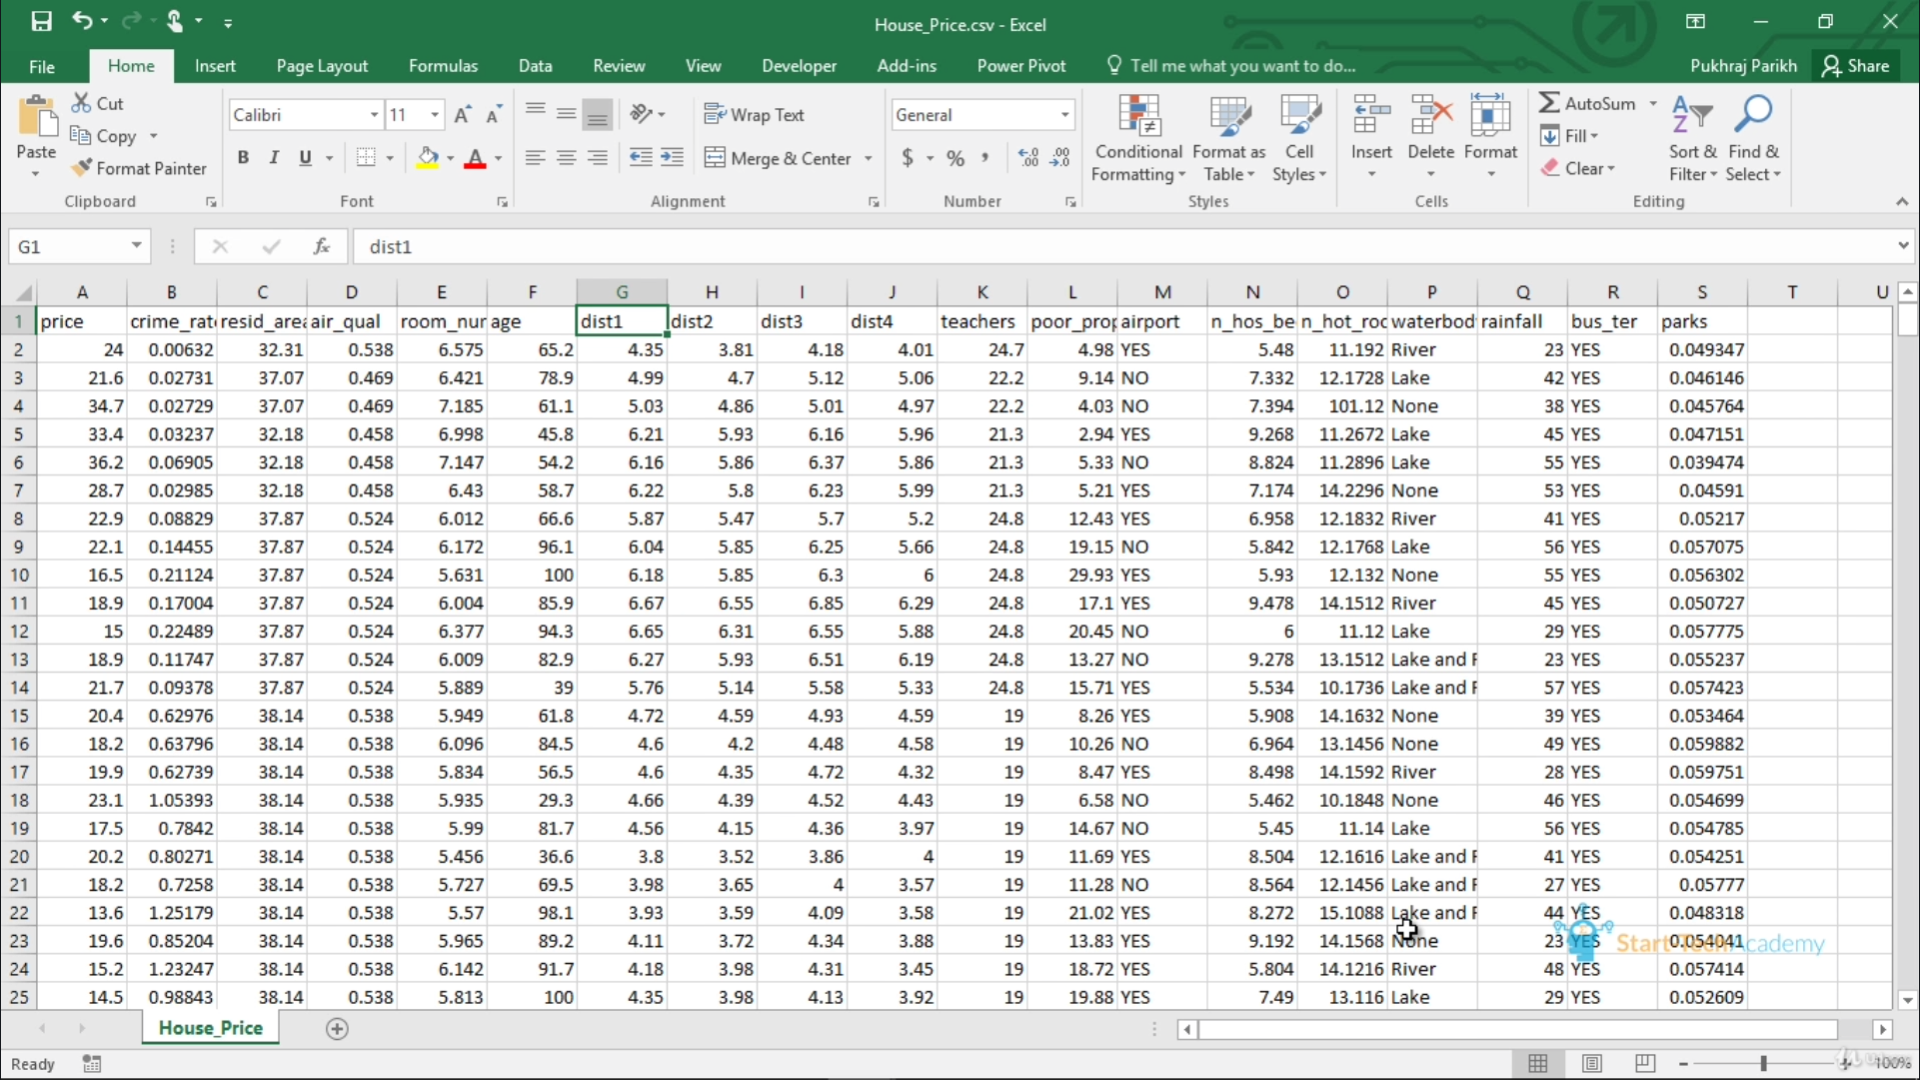 House_Price.csv - Excel
File Home Insert Page Layout Formulas Data Review View Developer Add-ins Power Pivot Tell me what you want to do... Pukhraj Parikh Share
Paste Cut Copy Format Painter Clipboard
Calibri 11 B I U A Font
Wrap Text Merge & Center Alignment
General $ % , Number
Conditional Formatting Format as Table Cell Styles Styles
Insert Delete Format Cells
AutoSum Fill Clear Sort & Filter Find & Select Editing
G1 fx dist1
A B C D E F G H I J K L M N O P Q R S T U
1 price crime_rate resid_area air_qual room_nur age dist1 dist2 dist3 dist4 teachers poor_prop airport n_hos_be n_hot_roc waterbody rainfall bus_ter parks
2 24 0.00632 32.31 0.538 6.575 65.2 4.35 3.81 4.18 4.01 24.7 4.98 YES 5.48 11.192 River 23 YES 0.049347
3 21.6 0.02731 37.07 0.469 6.421 78.9 4.99 4.7 5.12 5.06 22.2 9.14 NO 7.332 12.1728 Lake 42 YES 0.046146
4 34.7 0.02729 37.07 0.469 7.185 61.1 5.03 4.86 5.01 4.97 22.2 4.03 NO 7.394 101.12 None 38 YES 0.045764
5 33.4 0.03237 32.18 0.458 6.998 45.8 6.21 5.93 6.16 5.96 21.3 2.94 YES 9.268 11.2672 Lake 45 YES 0.047151
6 36.2 0.06905 32.18 0.458 7.147 54.2 6.16 5.86 6.37 5.86 21.3 5.33 NO 8.824 11.2896 Lake 55 YES 0.039474
7 28.7 0.02985 32.18 0.458 6.43 58.7 6.22 5.8 6.23 5.99 21.3 5.21 YES 7.174 14.2296 None 53 YES 0.04591
8 22.9 0.08829 37.87 0.524 6.012 66.6 5.87 5.47 5.7 5.2 24.8 12.43 YES 6.958 12.1832 River 41 YES 0.05217
9 22.1 0.14455 37.87 0.524 6.172 96.1 6.04 5.85 6.25 5.66 24.8 19.15 NO 5.842 12.1768 Lake 56 YES 0.057075
10 16.5 0.21124 37.87 0.524 5.631 100 6.18 5.85 6.3 6 24.8 29.93 YES 5.93 12.132 None 55 YES 0.056302
11 18.9 0.17004 37.87 0.524 6.004 85.9 6.67 6.55 6.85 6.29 24.8 17.1 YES 9.478 14.1512 River 45 YES 0.050727
12 15 0.22489 37.87 0.524 6.377 94.3 6.65 6.31 6.55 5.88 24.8 20.45 NO 6 11.12 Lake 29 YES 0.057775
13 18.9 0.11747 37.87 0.524 6.009 82.9 6.27 5.93 6.51 6.19 24.8 13.27 NO 9.278 13.1512 Lake and F 23 YES 0.055237
14 21.7 0.09378 37.87 0.524 5.889 39 5.76 5.14 5.58 5.33 24.8 15.71 YES 5.534 10.1736 Lake and F 57 YES 0.057423
15 20.4 0.62976 38.14 0.538 5.949 61.8 4.72 4.59 4.93 4.59 19 8.26 YES 5.908 14.1632 None 39 YES 0.053464
16 18.2 0.63796 38.14 0.538 6.096 84.5 4.6 4.2 4.48 4.58 19 10.26 NO 6.964 13.1456 None 49 YES 0.059882
17 19.9 0.62739 38.14 0.538 5.834 56.5 4.6 4.35 4.72 4.32 19 8.47 YES 8.498 14.1592 River 28 YES 0.059751
18 23.1 1.05393 38.14 0.538 5.935 29.3 4.66 4.39 4.52 4.43 19 6.58 NO 5.462 10.1848 None 46 YES 0.054699
19 17.5 0.7842 38.14 0.538 5.99 81.7 4.56 4.15 4.36 3.97 19 14.67 NO 5.45 11.14 Lake 56 YES 0.054785
20 20.2 0.80271 38.14 0.538 5.456 36.6 3.8 3.52 3.86 4 19 11.69 YES 8.504 12.1616 Lake and F 41 YES 0.054251
21 18.2 0.7258 38.14 0.538 5.727 69.5 3.98 3.65 4 3.57 19 11.28 NO 8.564 12.1456 Lake and F 27 YES 0.05777
22 13.6 1.25179 38.14 0.538 5.57 98.1 3.93 3.59 4.09 3.58 19 21.02 YES 8.272 15.1088 Lake and F 44 YES 0.048318
23 19.6 0.85204 38.14 0.538 5.965 89.2 4.11 3.72 4.34 3.88 19 13.83 YES 9.192 14.1568 None 23 YES 0.054041
Start-Tech Academy
24 15.2 1.23247 38.14 0.538 6.142 91.7 4.18 3.98 4.31 3.45 19 18.72 YES 5.804 14.1216 River 48 YES 0.057414
25 14.5 0.98843 38.14 0.538 5.813 100 4.35 3.98 4.13 3.92 19 19.88 YES 7.49 13.116 Lake 29 YES 0.052609
House_Price
Ready 100%